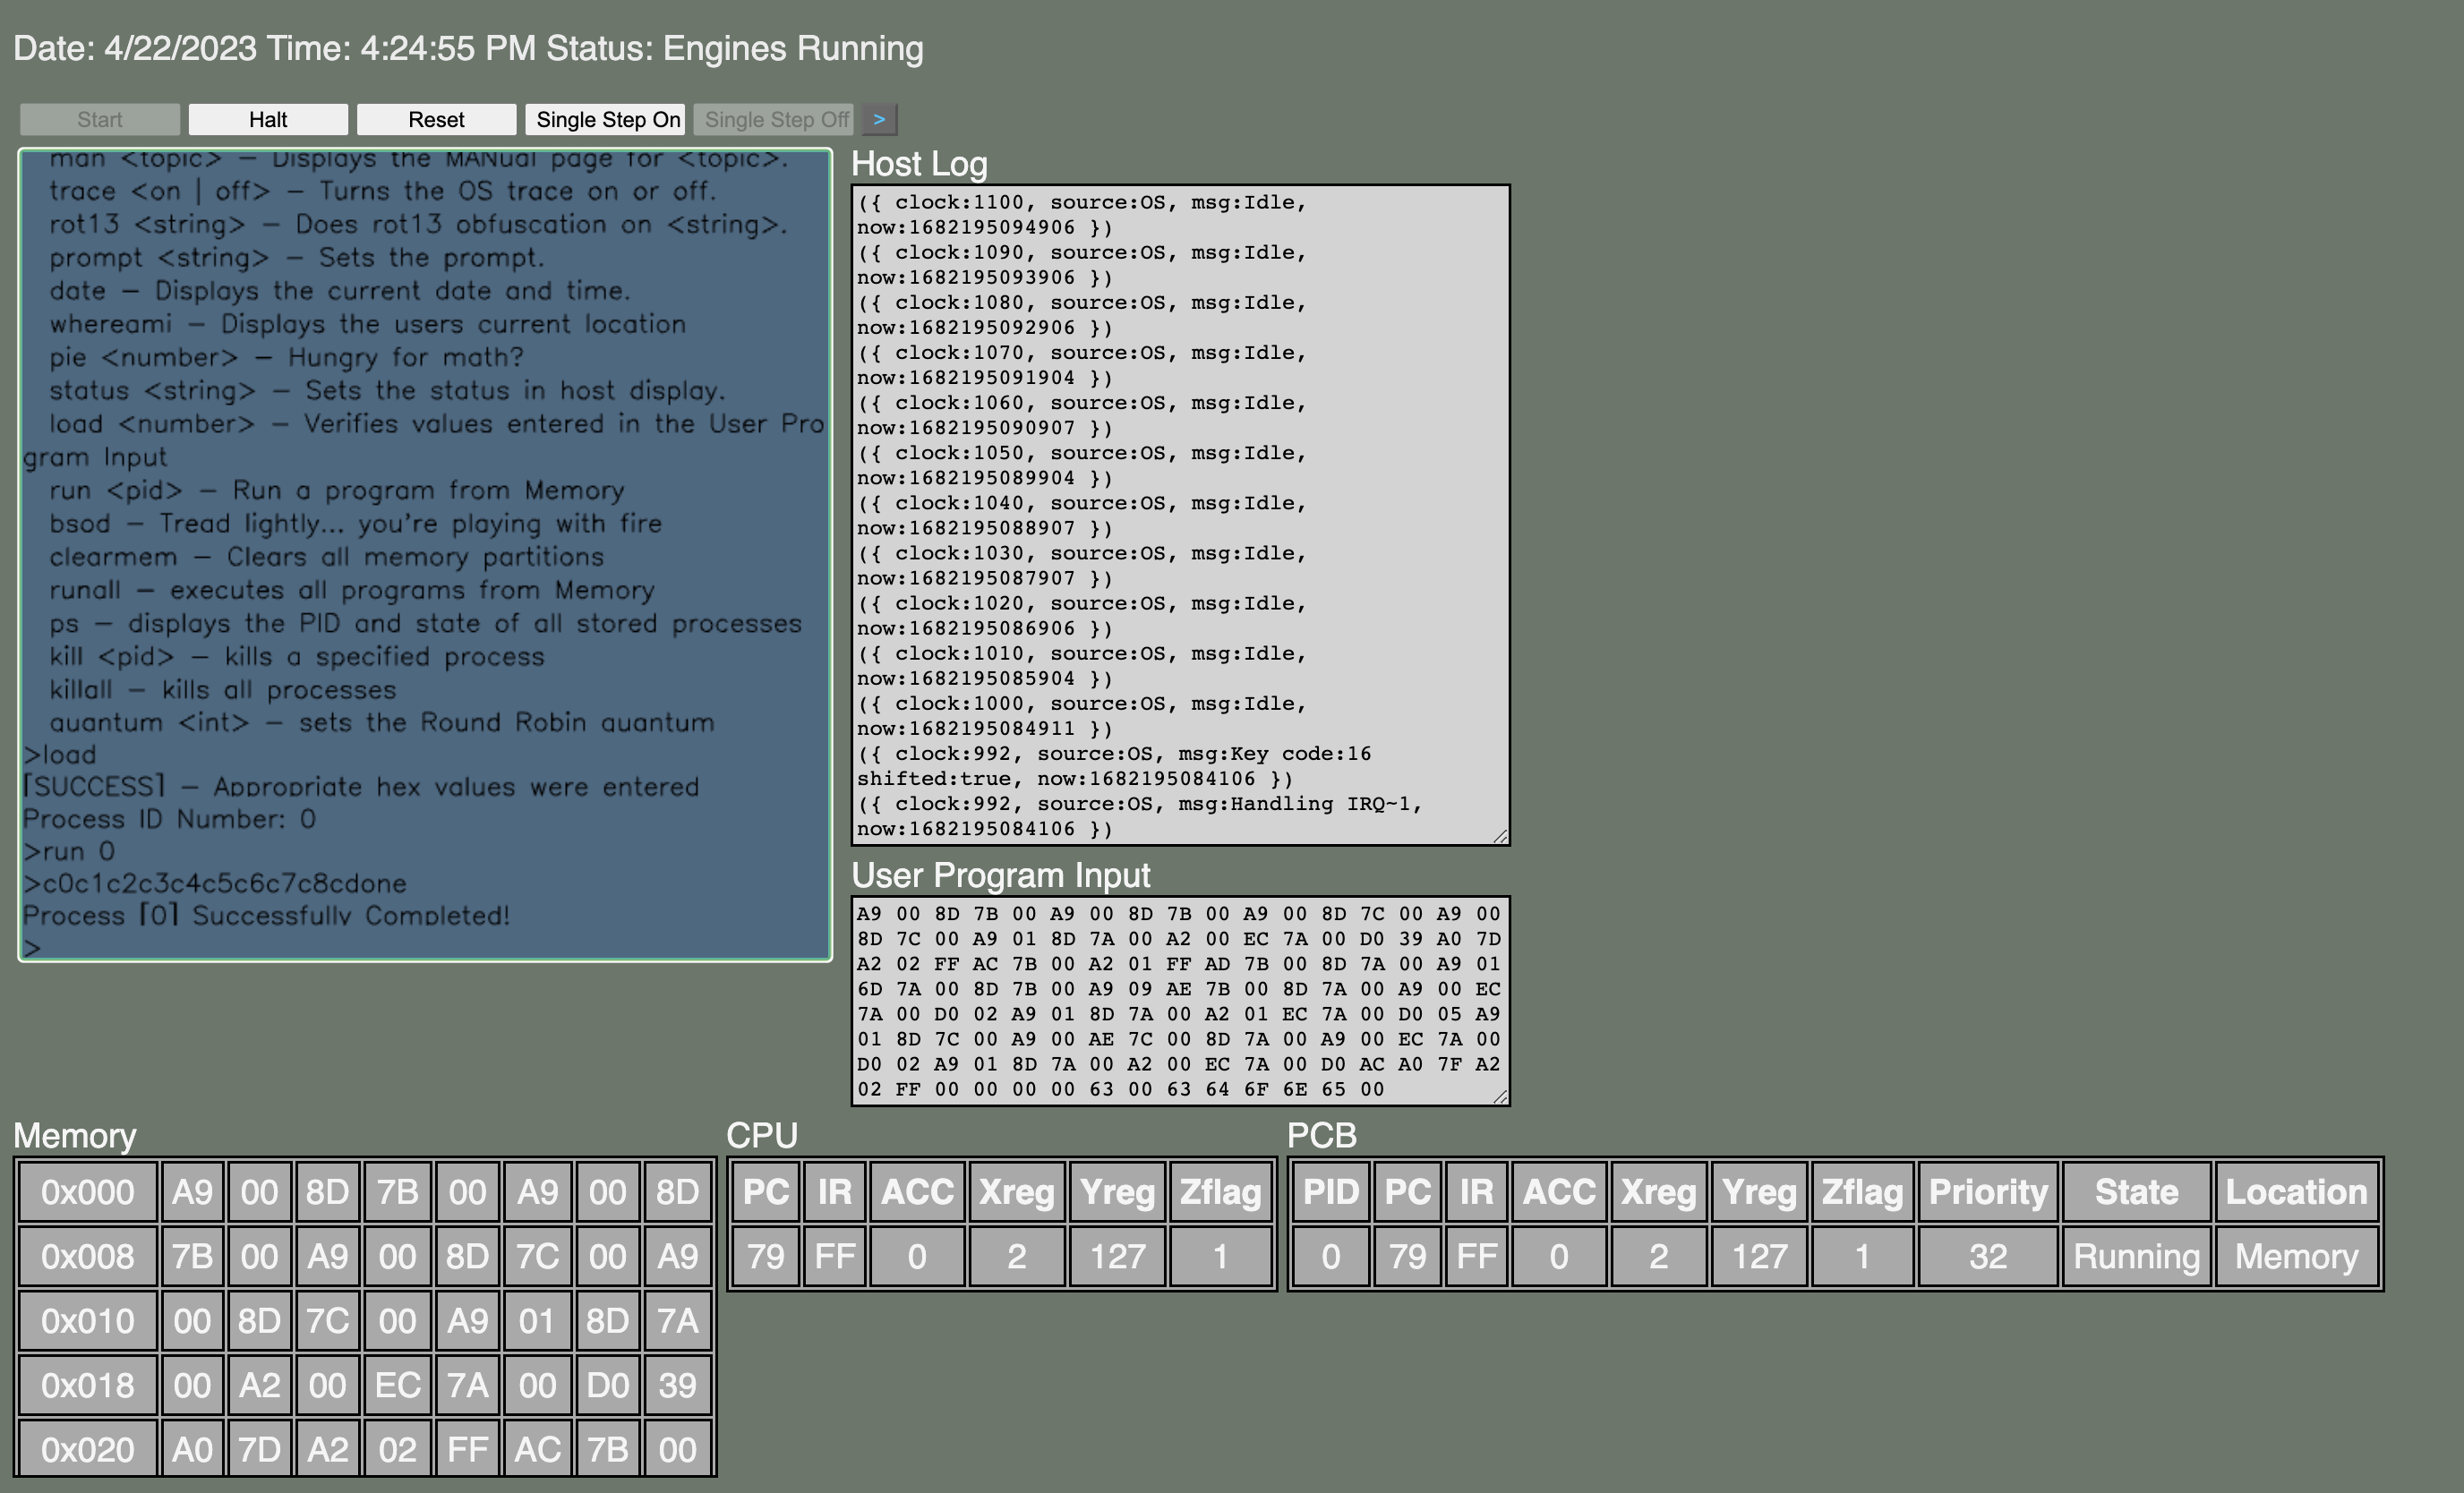 Date: 4/22/2023 Time: 4:24:55 PM Status: Engines Running
Start Halt Reset Single Step On Single Step Off >
man <topic> – Displays the MANual page for <topic>.
trace <on | off> – Turns the OS trace on or off.
rot13 <string> – Does rot13 obfuscation on <string>.
prompt <string> – Sets the prompt.
date – Displays the current date and time.
whereami – Displays the users current location
pie <number> – Hungry for math?
status <string> – Sets the status in host display.
load <number> – Verifies values entered in the User Pro
gram Input
run <pid> – Run a program from Memory
bsod – Tread lightly... you're playing with fire
clearmem – Clears all memory partitions
runall – executes all programs from Memory
ps – displays the PID and state of all stored processes
kill <pid> – kills a specified process
killall – kills all processes
quantum <int> – sets the Round Robin quantum
>load
[SUCCESS] – Appropriate hex values were entered
Process ID Number: 0
>run 0
>c0c1c2c3c4c5c6c7c8cdone
Process [0] Successfully Completed!
>
Host Log
({ clock:1100, source:OS, msg:Idle,
now:1682195094906 })
({ clock:1090, source:OS, msg:Idle,
now:1682195093906 })
({ clock:1080, source:OS, msg:Idle,
now:1682195092906 })
({ clock:1070, source:OS, msg:Idle,
now:1682195091904 })
({ clock:1060, source:OS, msg:Idle,
now:1682195090907 })
({ clock:1050, source:OS, msg:Idle,
now:1682195089904 })
({ clock:1040, source:OS, msg:Idle,
now:1682195088907 })
({ clock:1030, source:OS, msg:Idle,
now:1682195087907 })
({ clock:1020, source:OS, msg:Idle,
now:1682195086906 })
({ clock:1010, source:OS, msg:Idle,
now:1682195085904 })
({ clock:1000, source:OS, msg:Idle,
now:1682195084911 })
({ clock:992, source:OS, msg:Key code:16
shifted:true, now:1682195084106 })
({ clock:992, source:OS, msg:Handling IRQ~1,
now:1682195084106 })
User Program Input
A9 00 8D 7B 00 A9 00 8D 7B 00 A9 00 8D 7C 00 A9 00
8D 7C 00 A9 01 8D 7A 00 A2 00 EC 7A 00 D0 39 A0 7D
A2 02 FF AC 7B 00 A2 01 FF AD 7B 00 8D 7A 00 A9 01
6D 7A 00 8D 7B 00 A9 09 AE 7B 00 8D 7A 00 A9 00 EC
7A 00 D0 02 A9 01 8D 7A 00 A2 01 EC 7A 00 D0 05 A9
01 8D 7C 00 A9 00 AE 7C 00 8D 7A 00 A9 00 EC 7A 00
D0 02 A9 01 8D 7A 00 A2 00 EC 7A 00 D0 AC A0 7F A2
02 FF 00 00 00 00 63 00 63 64 6F 6E 65 00
Memory
0x000 A9 00 8D 7B 00 A9 00 8D
0x008 7B 00 A9 00 8D 7C 00 A9
0x010 00 8D 7C 00 A9 01 8D 7A
0x018 00 A2 00 EC 7A 00 D0 39
0x020 A0 7D A2 02 FF AC 7B 00
CPU
PC IR ACC Xreg Yreg Zflag
79 FF 0 2 127 1
PCB
PID PC IR ACC Xreg Yreg Zflag Priority State Location
0 79 FF 0 2 127 1 32 Running Memory